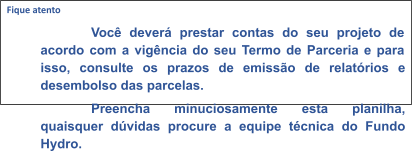 Fique atento
Você deverá prestar contas do seu projeto de
acordo com a vigência do seu Termo de Parceria e para
isso, consulte os prazos de emissão de relatórios e
desembolso das parcelas.
Preencha minuciosamente esta planilha,
quaisquer dúvidas procure a equipe técnica do Fundo
Hydro.